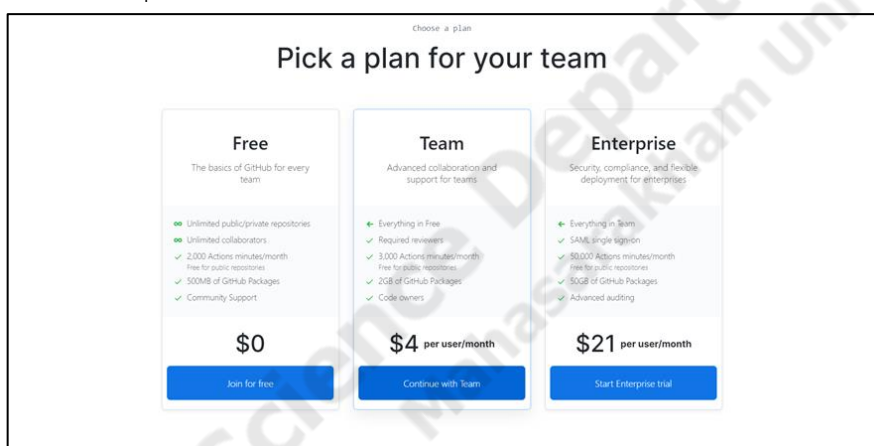 Choose a plan
Pick a plan for your team
Free
The basics of GitHub for every
team
Unlimited public/private repositories
Unlimited collaborators
2,000 Actions minutes/month
Free for public repositories
500MB of GitHub Packages
Community Support
$0
Join for free
Team
Advanced collaboration and
support for teams
Everything in Free
Required reviewers
3,000 Actions minutes/month
Free for public repositories
2GB of GitHub Packages
Code owners
$4 per user/month
Continue with Team
Enterprise
Security, compliance, and flexible
deployment for enterprises
Everything in Team
SAML single sign-on
50,000 Actions minutes/month
Free for public repositories
50GB of GitHub Packages
Advanced auditing
$21 per user/month
Start Enterprise trial
Science Depart
Mahasarakham Uni